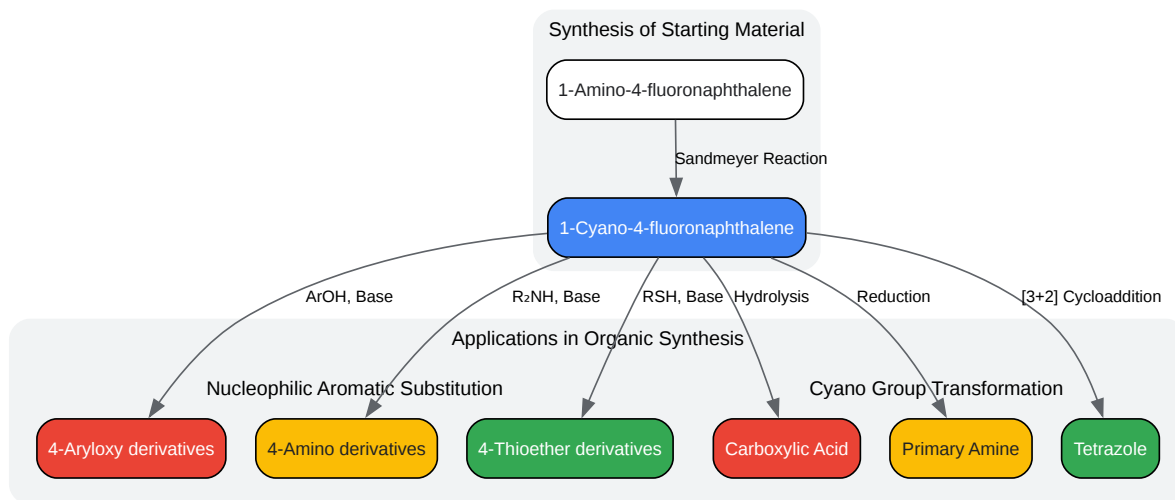 Synthesis of Starting Material
1-Amino-4-fluoronaphthalene
Sandmeyer Reaction
1-Cyano-4-fluoronaphthalene
ArOH, Base
R₂NH, Base
RSH, Base
Hydrolysis
Reduction
[3+2] Cycloaddition
Applications in Organic Synthesis
Nucleophilic Aromatic Substitution
Cyano Group Transformation
4-Aryloxy derivatives
4-Amino derivatives
4-Thioether derivatives
Carboxylic Acid
Primary Amine
Tetrazole